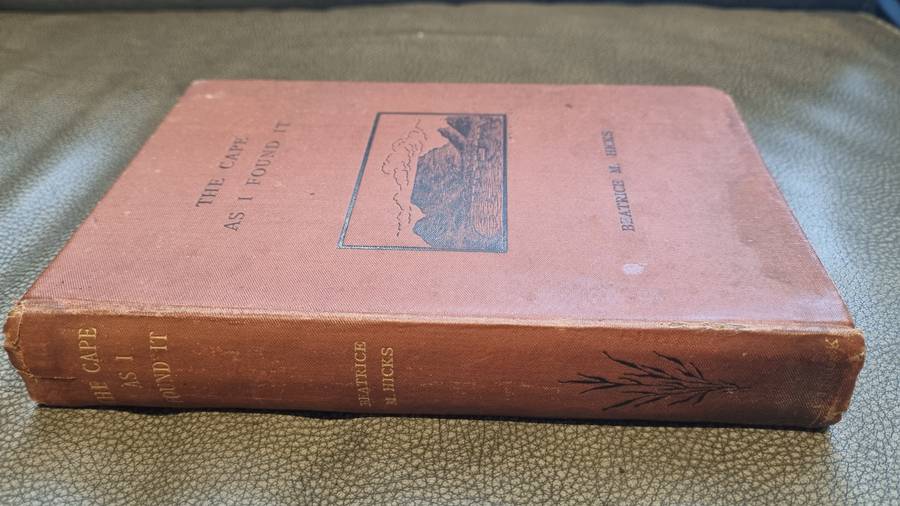 THE CAPE
AS I FOUND IT
BEATRICE M. HICKS
THE CAPE
AS I
FOUND IT
BEATRICE
M. HICKS